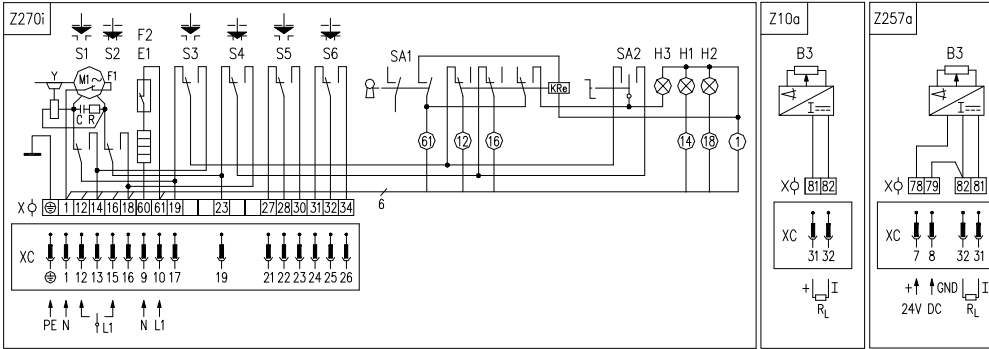 Z270i
Z10a
Z257a
F2
S1 S2 E1 S3 S4 S5 S6 SA1 SA2 H3 H1 H2
B3
B3
Y M1 F1
KRe
I
I
C R
61 12 16 14 18 1
6
X 1 12 14 16 18 60 61 19 23 27 28 30 31 32 34
X 81 82
X 78 79 82 81
XC
XC
XC
1 12 13 15 16 9 10 17 19 21 22 23 24 25 26
31 32
7 8 32 31
PE N L1 N L1
+ I
RL
+ GND I
24V DC RL